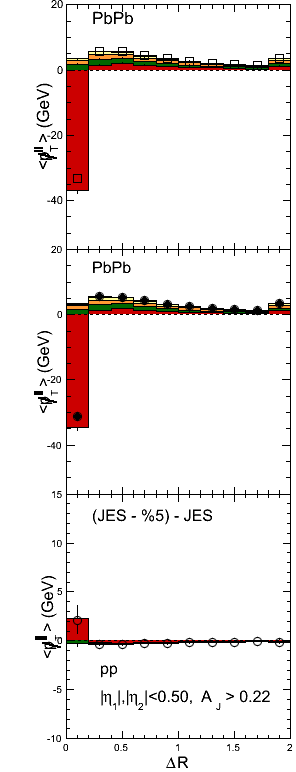 20
PbPb
0
-20
-40
<p̸ᵀ^∥> (GeV)
20
PbPb
0
-20
-40
<p̸ᵀ^∥> (GeV)
15
(JES - %5) - JES
10
5
0
-5
-10
<p̸ᵀ^∥> (GeV)
pp
|η₁|,|η₂|<0.50, A_J > 0.22
0 0.5 1 1.5 2
ΔR